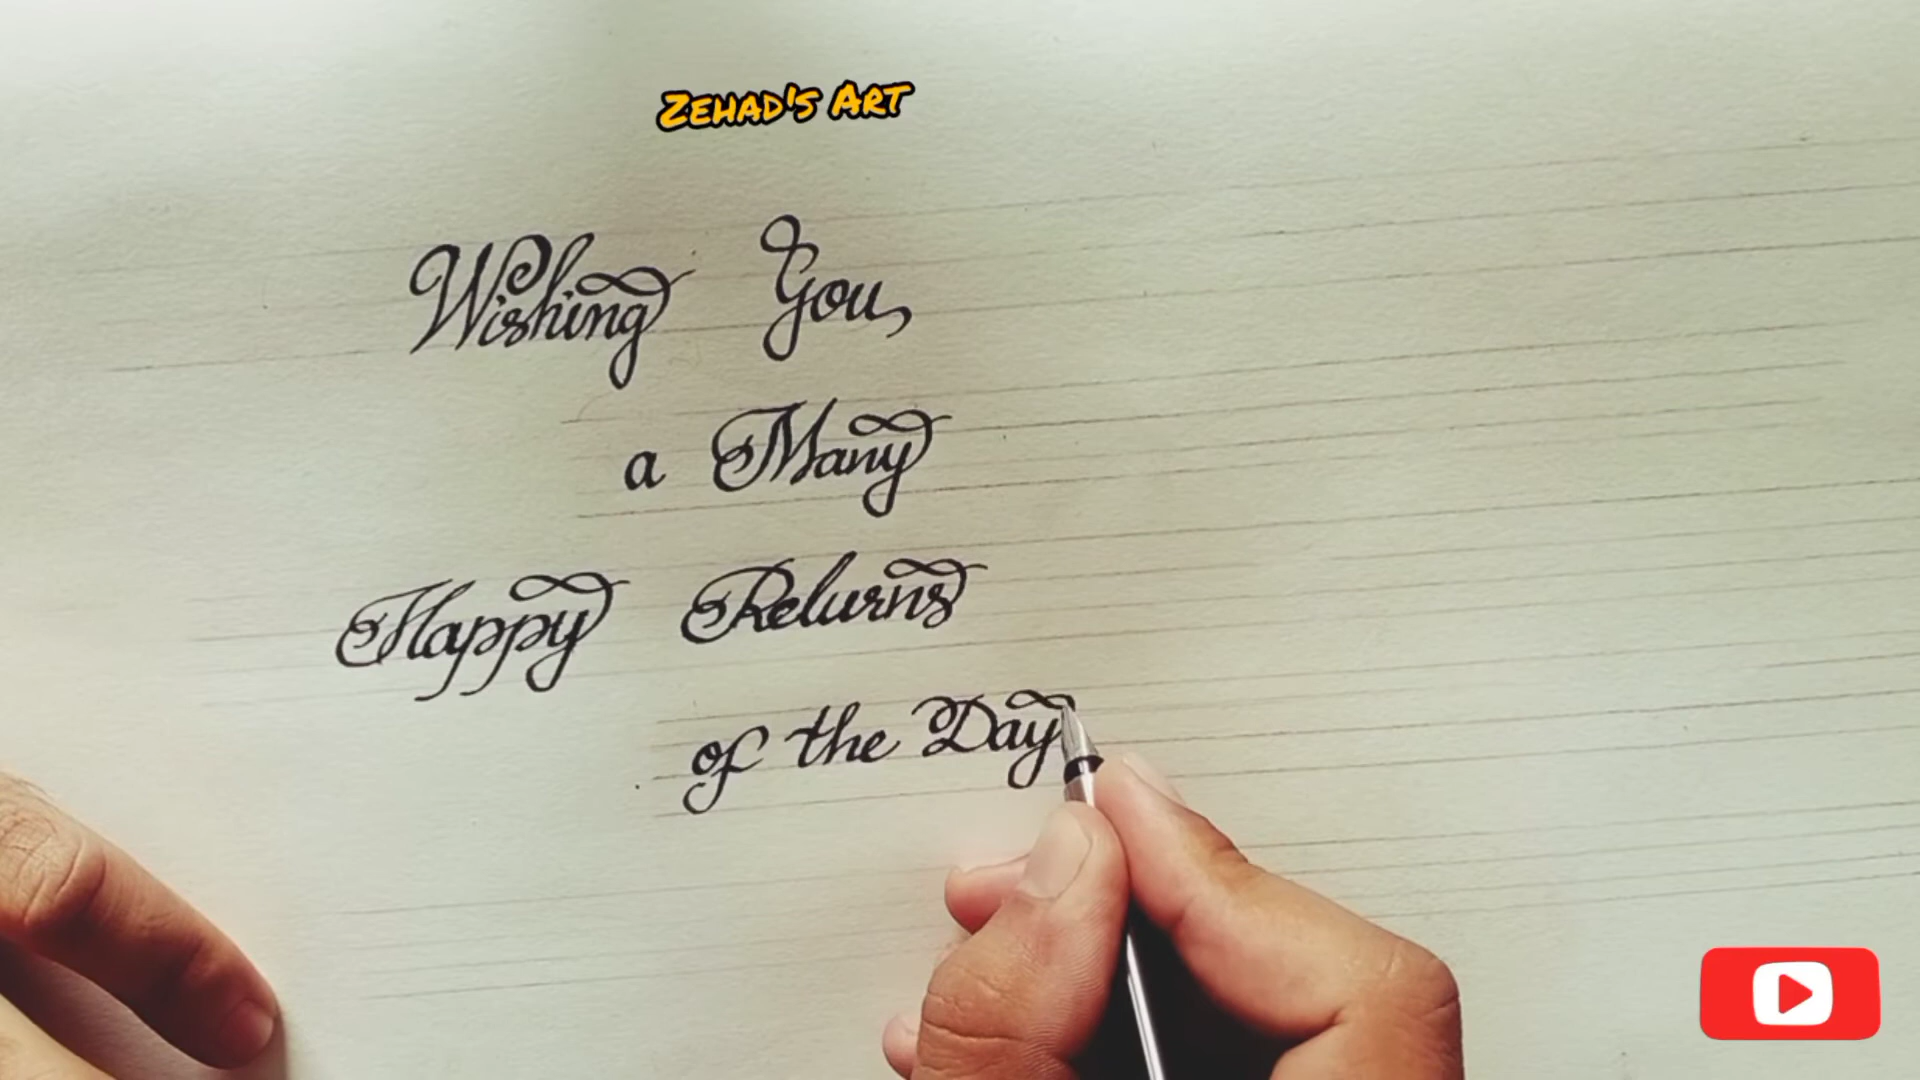 Zehad's Art
Wishing You,
a Many
Happy Returns
of the Day